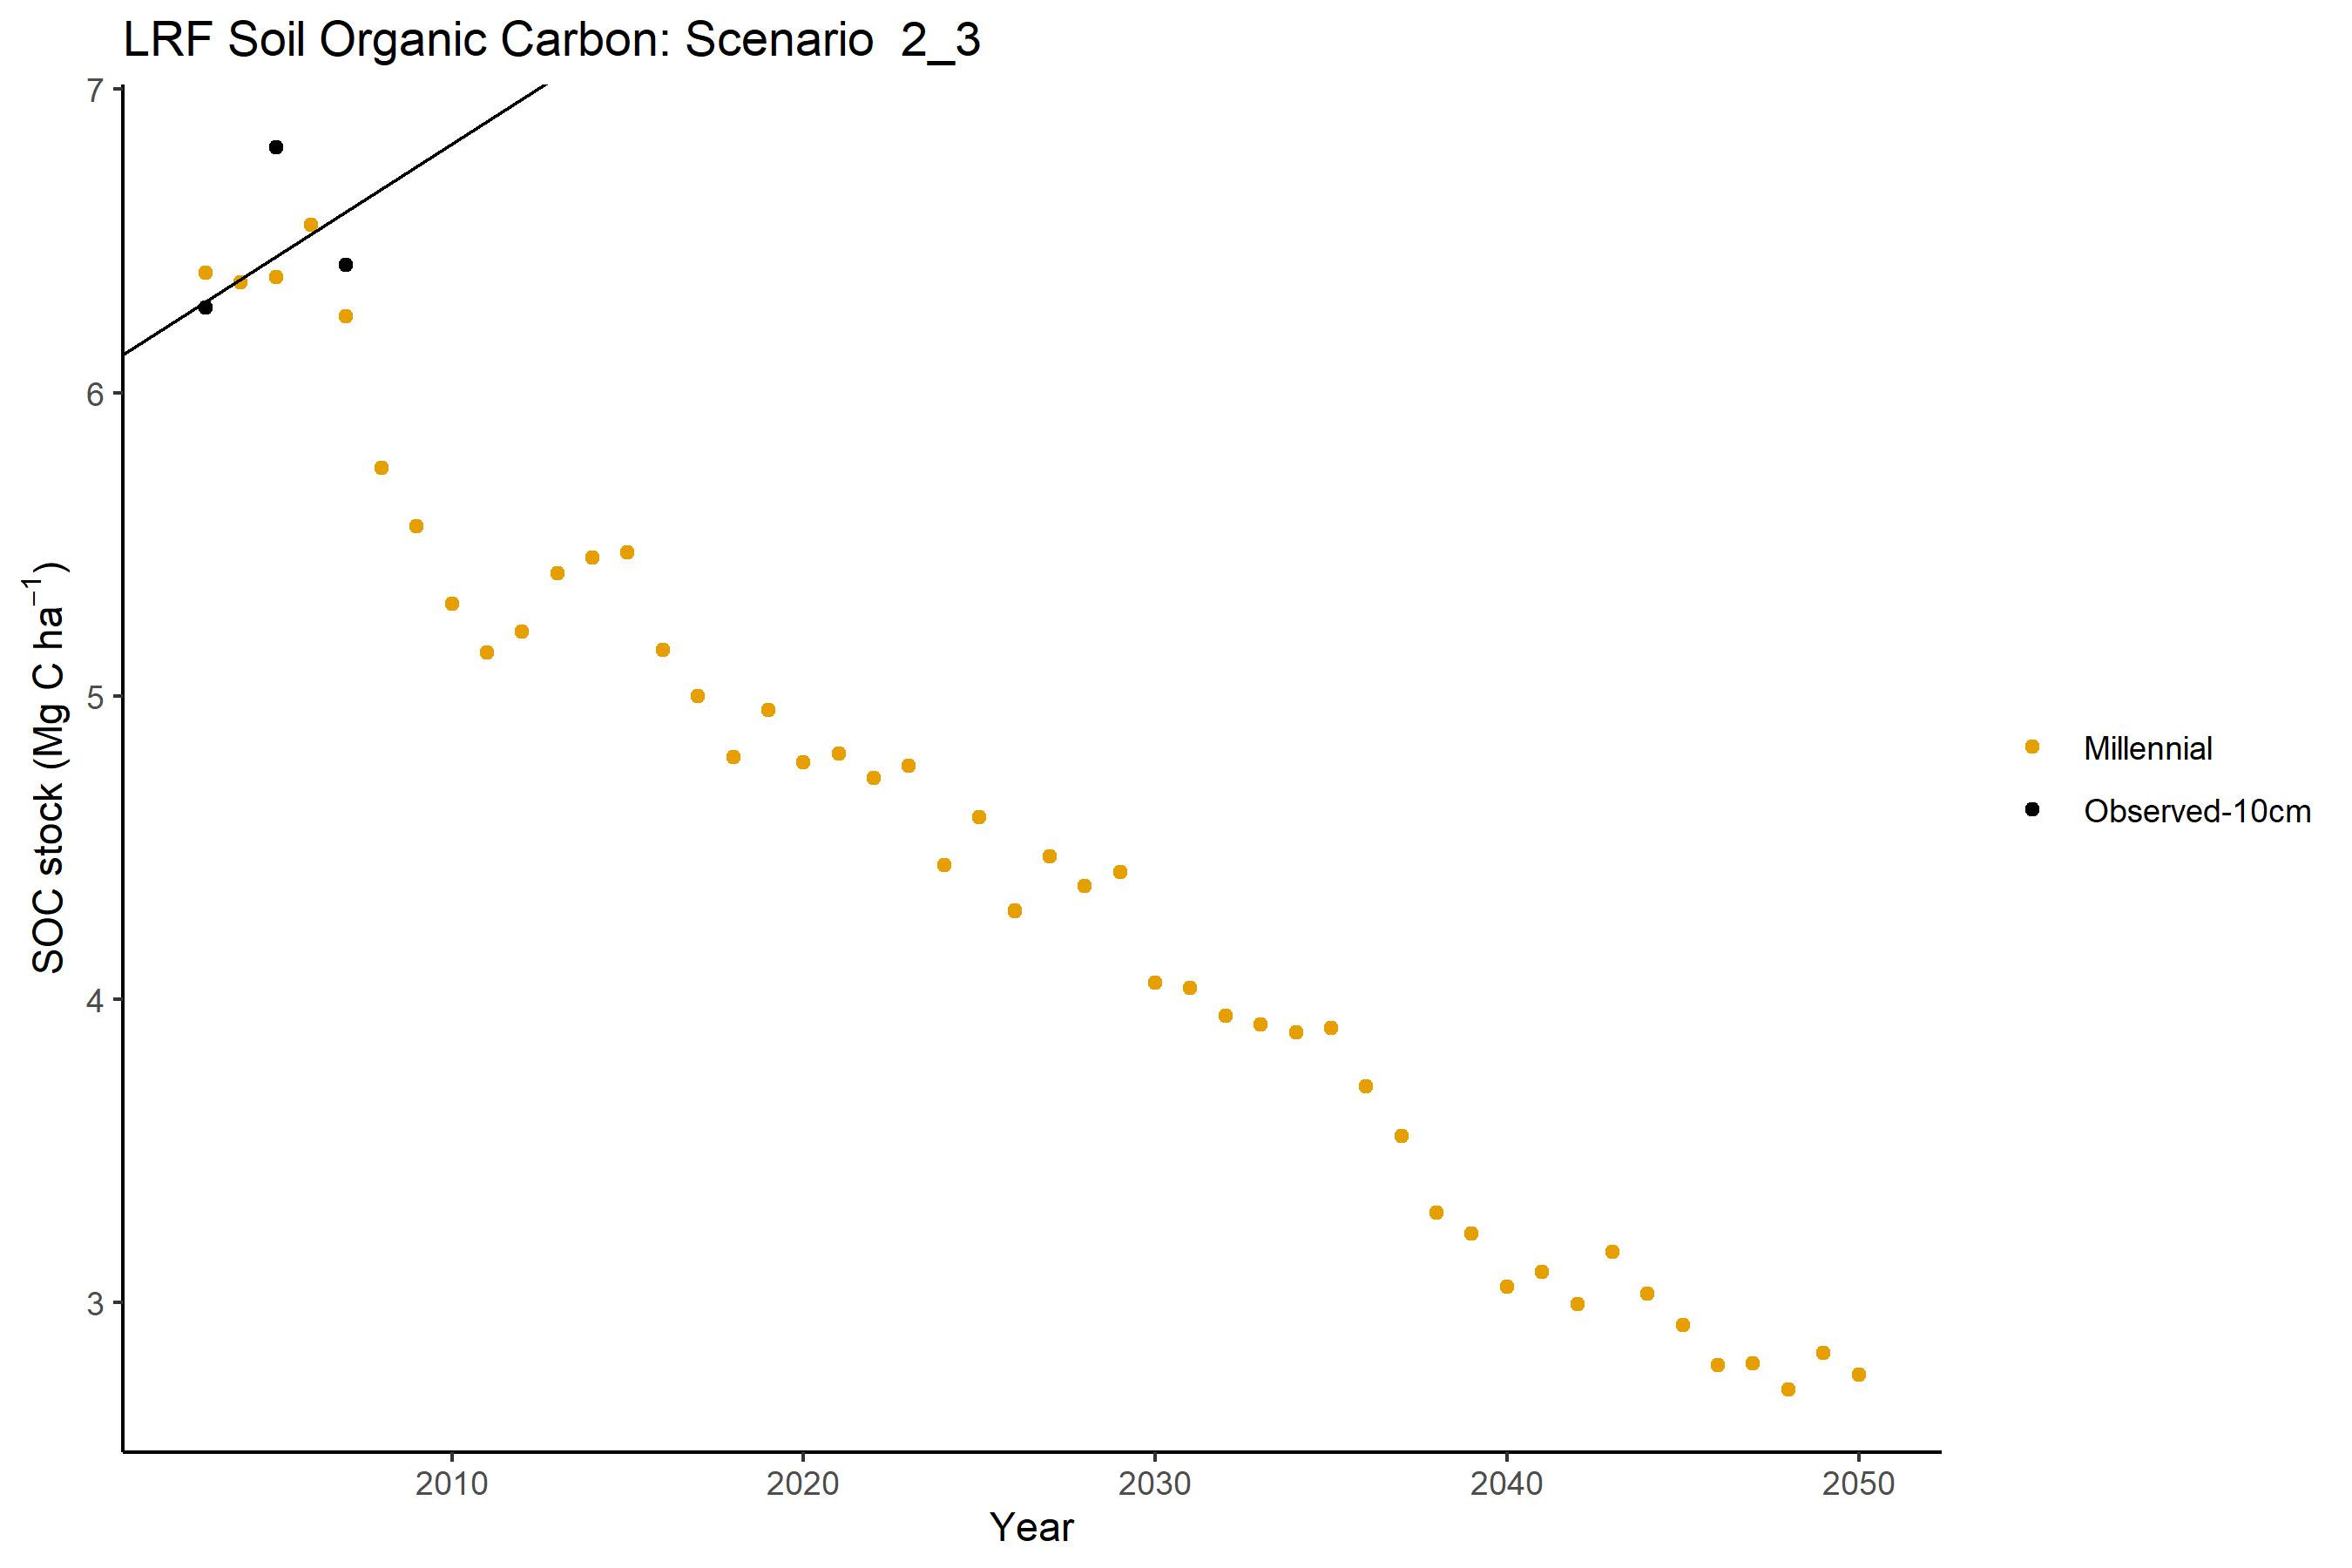 LRF Soil Organic Carbon: Scenario  2_3
7
6
5
4
3
SOC stock (Mg C ha⁻¹)
2010
2020
2030
2040
2050
Year
Millennial
Observed-10cm